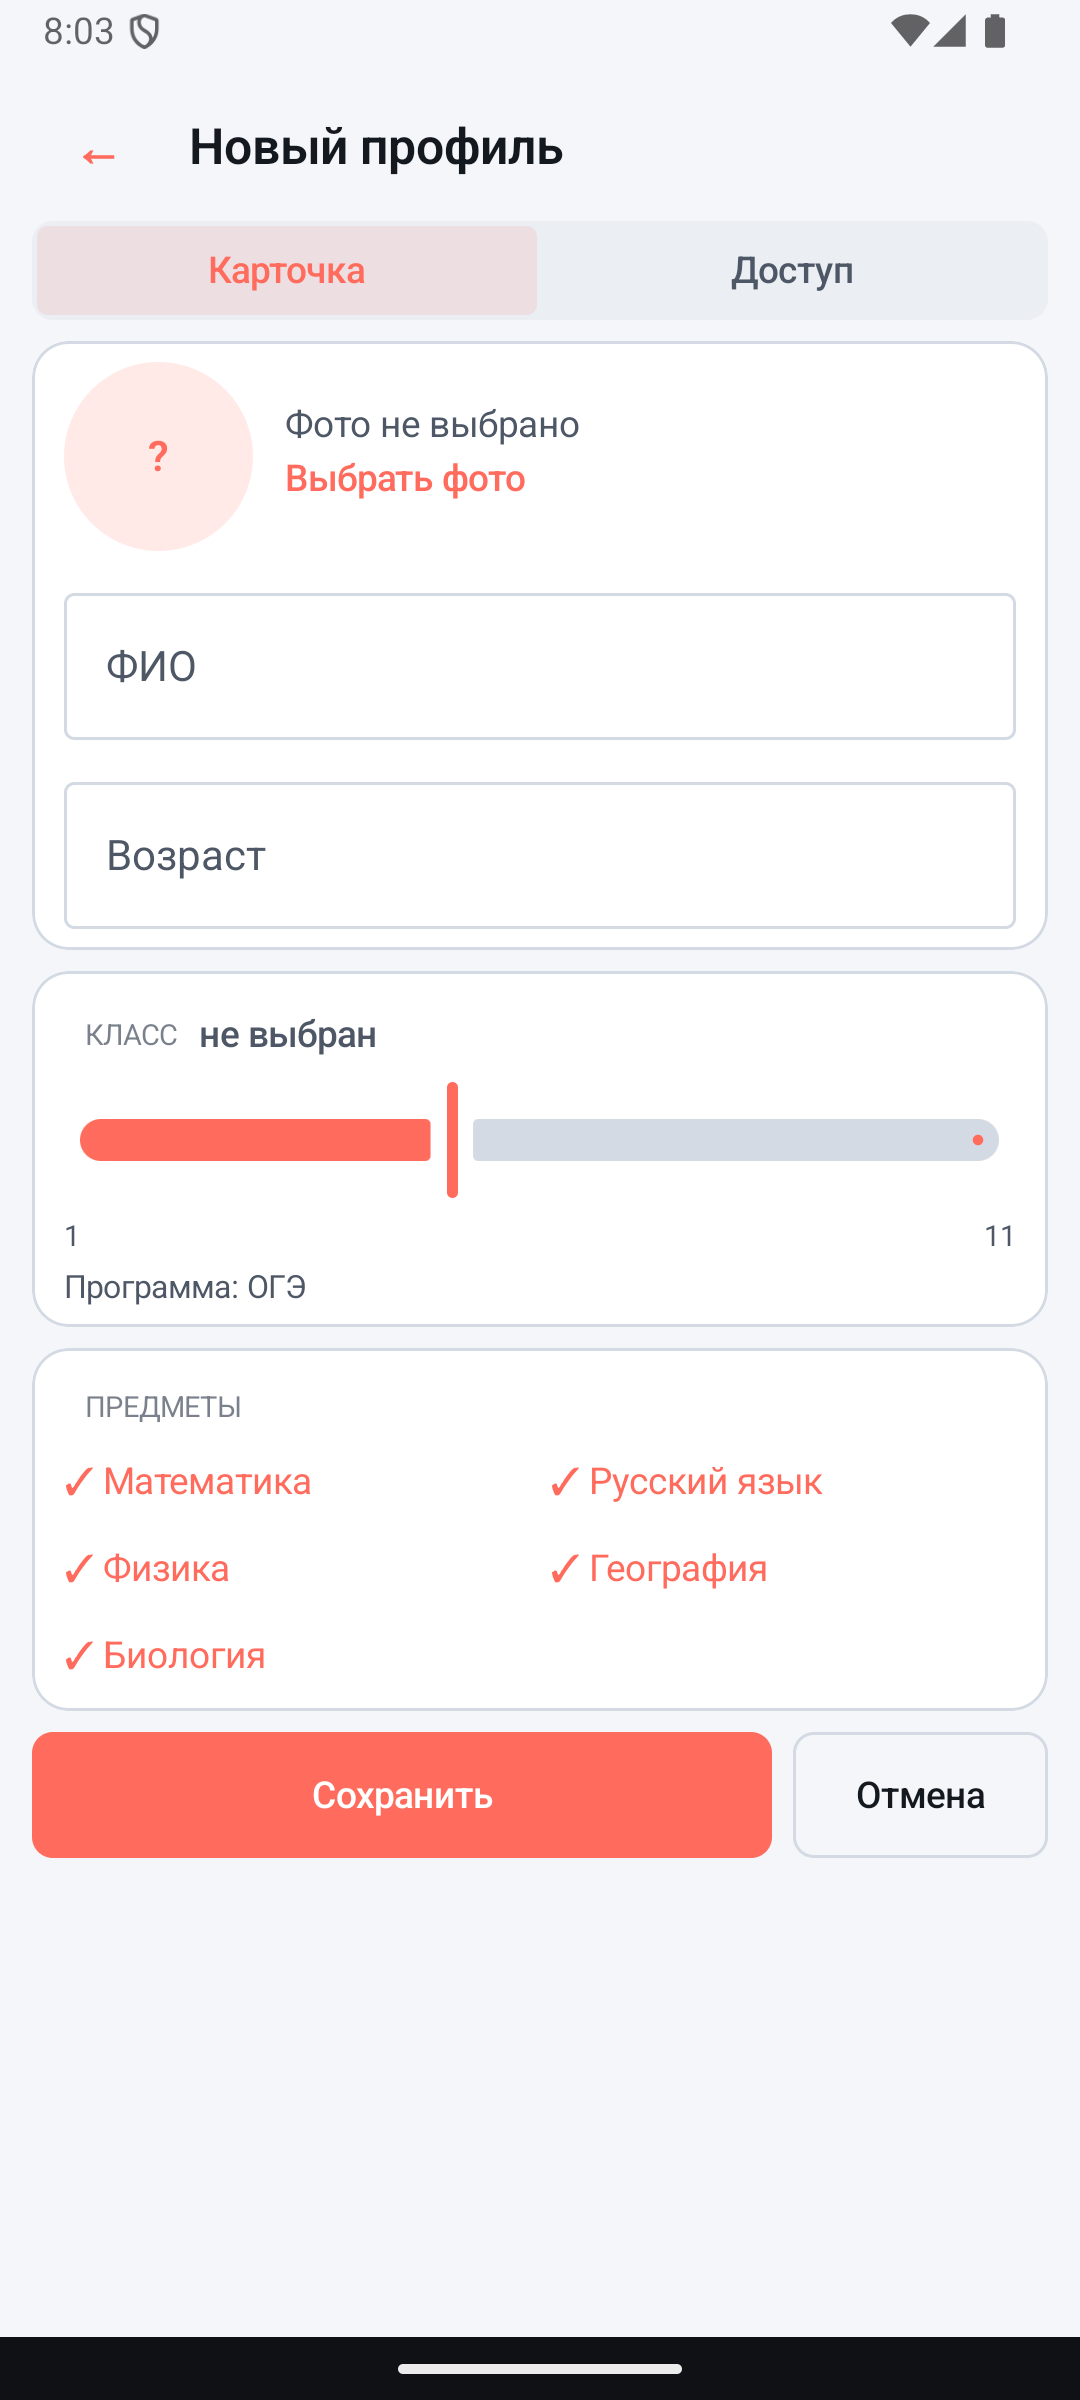 8:03
← Новый профиль
Карточка Доступ
?
Фото не выбрано
Выбрать фото
ФИО
Возраст
КЛАСС не выбран
1 11
Программа: ОГЭ
ПРЕДМЕТЫ
✓ Математика ✓ Русский язык
✓ Физика ✓ География
✓ Биология
Сохранить Отмена